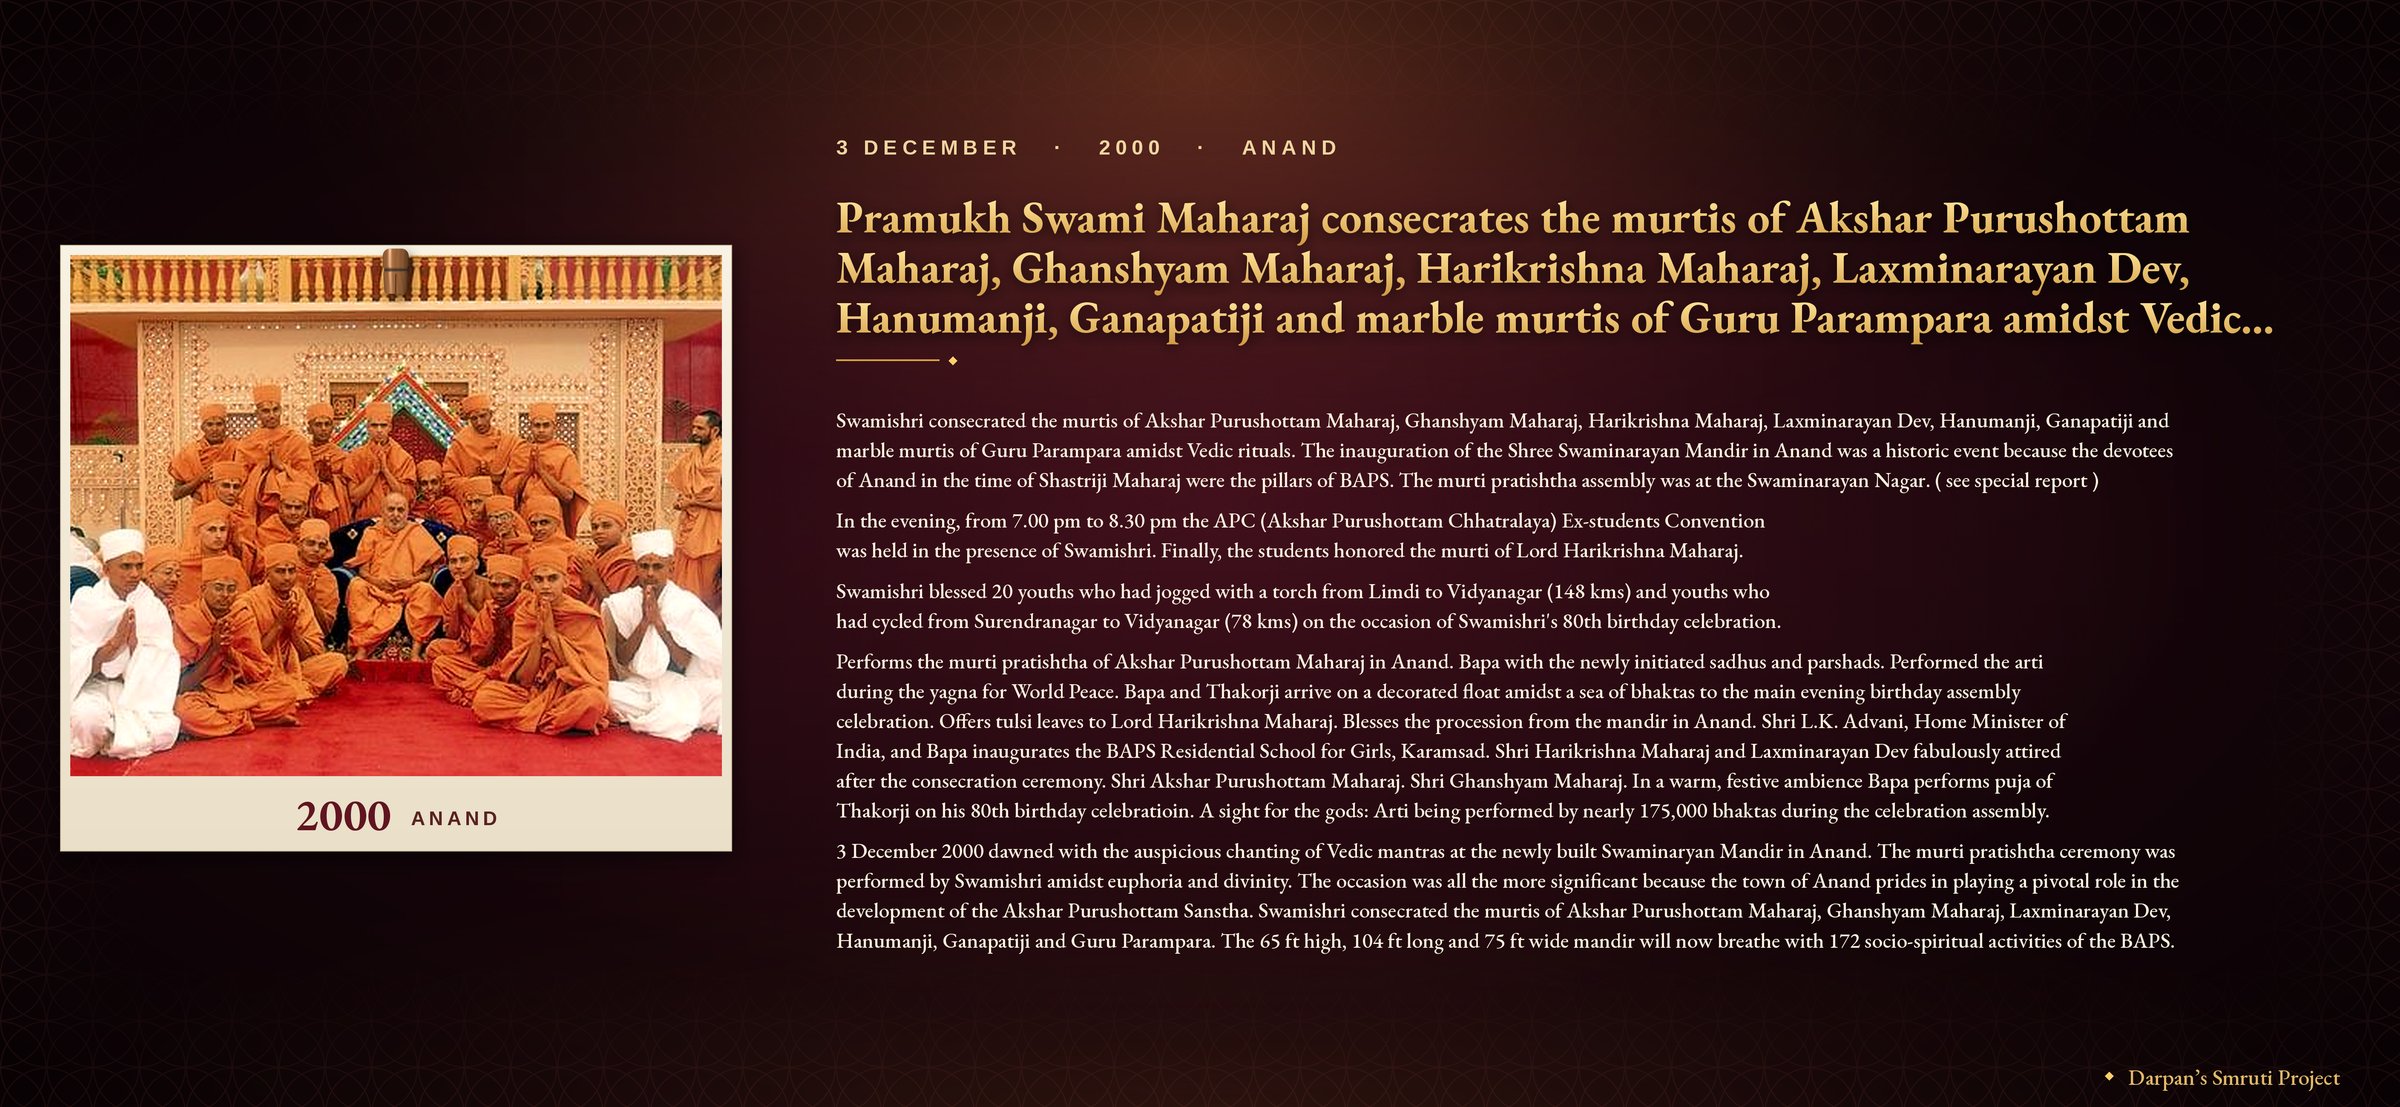 3 DECEMBER · 2000 · ANAND
Pramukh Swami Maharaj consecrates the murtis of Akshar Purushottam
Maharaj, Ghanshyam Maharaj, Harikrishna Maharaj, Laxminarayan Dev,
Hanumanji, Ganapatiji and marble murtis of Guru Parampara amidst Vedic...
Swamishri consecrated the murtis of Akshar Purushottam Maharaj, Ghanshyam Maharaj, Harikrishna Maharaj, Laxminarayan Dev, Hanumanji, Ganapatiji and
marble murtis of Guru Parampara amidst Vedic rituals. The inauguration of the Shree Swaminarayan Mandir in Anand was a historic event because the devotees
of Anand in the time of Shastriji Maharaj were the pillars of BAPS. The murti pratishtha assembly was at the Swaminarayan Nagar. ( see special report )
In the evening, from 7.00 pm to 8.30 pm the APC (Akshar Purushottam Chhatralaya) Ex-students Convention
was held in the presence of Swamishri. Finally, the students honored the murti of Lord Harikrishna Maharaj.
Swamishri blessed 20 youths who had jogged with a torch from Limdi to Vidyanagar (148 kms) and youths who
had cycled from Surendranagar to Vidyanagar (78 kms) on the occasion of Swamishri's 80th birthday celebration.
Performs the murti pratishtha of Akshar Purushottam Maharaj in Anand. Bapa with the newly initiated sadhus and parshads. Performed the arti
during the yagna for World Peace. Bapa and Thakorji arrive on a decorated float amidst a sea of bhaktas to the main evening birthday assembly
celebration. Offers tulsi leaves to Lord Harikrishna Maharaj. Blesses the procession from the mandir in Anand. Shri L.K. Advani, Home Minister of
India, and Bapa inaugurates the BAPS Residential School for Girls, Karamsad. Shri Harikrishna Maharaj and Laxminarayan Dev fabulously attired
after the consecration ceremony. Shri Akshar Purushottam Maharaj. Shri Ghanshyam Maharaj. In a warm, festive ambience Bapa performs puja of
Thakorji on his 80th birthday celebratioin. A sight for the gods: Arti being performed by nearly 175,000 bhaktas during the celebration assembly.
3 December 2000 dawned with the auspicious chanting of Vedic mantras at the newly built Swaminaryan Mandir in Anand. The murti pratishtha ceremony was
performed by Swamishri amidst euphoria and divinity. The occasion was all the more significant because the town of Anand prides in playing a pivotal role in the
development of the Akshar Purushottam Sanstha. Swamishri consecrated the murtis of Akshar Purushottam Maharaj, Ghanshyam Maharaj, Laxminarayan Dev,
Hanumanji, Ganapatiji and Guru Parampara. The 65 ft high, 104 ft long and 75 ft wide mandir will now breathe with 172 socio-spiritual activities of the BAPS.
2000 ANAND
Darpan’s Smruti Project